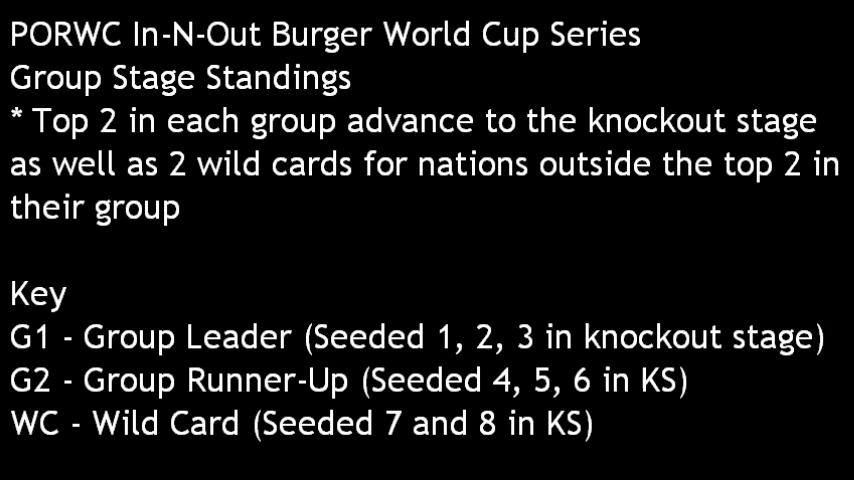 PORWC In-N-Out Burger World Cup Series
Group Stage Standings
* Top 2 in each group advance to the knockout stage
as well as 2 wild cards for nations outside the top 2 in
their group
Key
G1 - Group Leader (Seeded 1, 2, 3 in knockout stage)
G2 - Group Runner-Up (Seeded 4, 5, 6 in KS)
WC - Wild Card (Seeded 7 and 8 in KS)